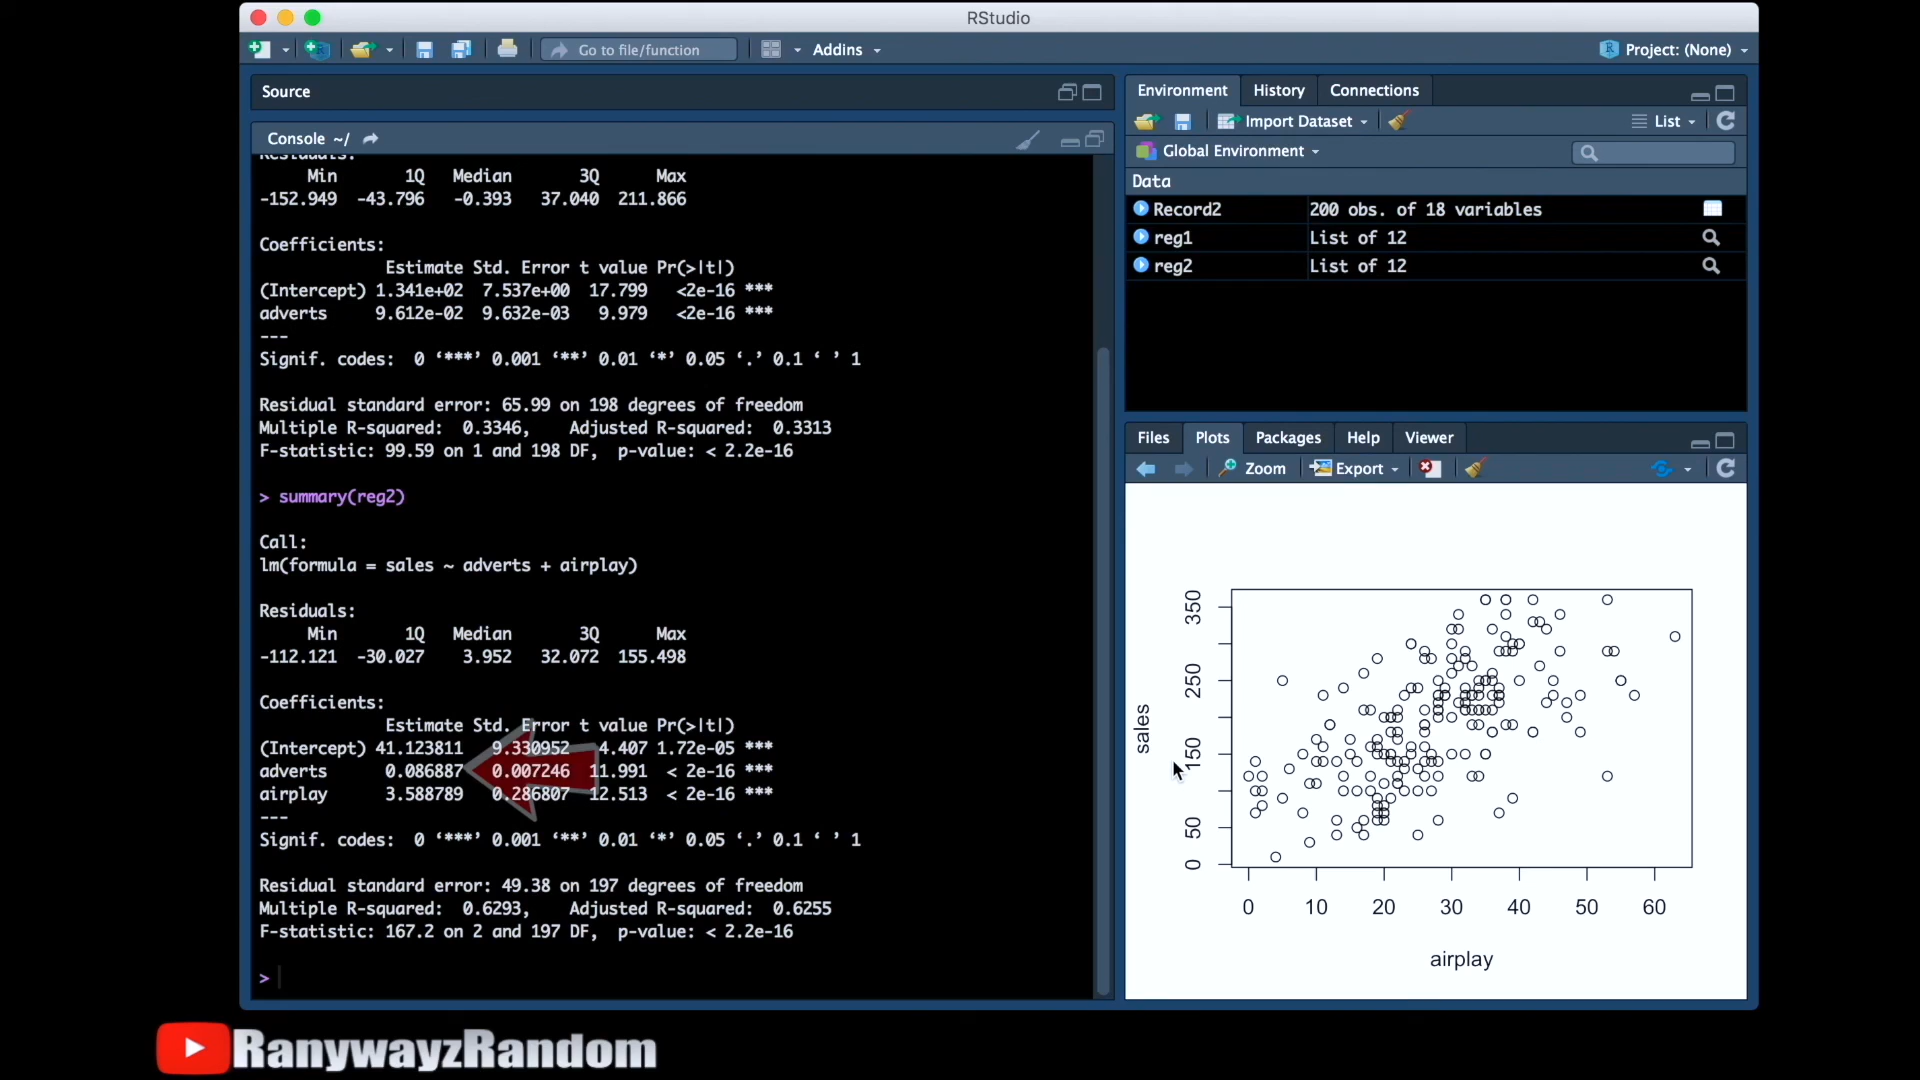 RStudio
Go to file/function
Addins
Project: (None)
Source
Console ~/
Residuals:
Min 1Q Median 3Q Max
-152.949 -43.796 -0.393 37.040 211.866
Coefficients:
Estimate Std. Error t value Pr(>|t|)
(Intercept) 1.341e+02 7.537e+00 17.799 <2e-16 ***
adverts 9.612e-02 9.632e-03 9.979 <2e-16 ***
---
Signif. codes: 0 ‘***’ 0.001 ‘**’ 0.01 ‘*’ 0.05 ‘.’ 0.1 ‘ ’ 1
Residual standard error: 65.99 on 198 degrees of freedom
Multiple R-squared: 0.3346, Adjusted R-squared: 0.3313
F-statistic: 99.59 on 1 and 198 DF, p-value: < 2.2e-16
> summary(reg2)
Call:
lm(formula = sales ~ adverts + airplay)
Residuals:
Min 1Q Median 3Q Max
-112.121 -30.027 3.952 32.072 155.498
Coefficients:
Estimate Std. Error t value Pr(>|t|)
(Intercept) 41.123811 9.330952 4.407 1.72e-05 ***
adverts 0.086887 0.007246 11.991 < 2e-16 ***
airplay 3.588789 0.286807 12.513 < 2e-16 ***
---
Signif. codes: 0 ‘***’ 0.001 ‘**’ 0.01 ‘*’ 0.05 ‘.’ 0.1 ‘ ’ 1
Residual standard error: 49.38 on 197 degrees of freedom
Multiple R-squared: 0.6293, Adjusted R-squared: 0.6255
F-statistic: 167.2 on 2 and 197 DF, p-value: < 2.2e-16
>
Environment History Connections
Import Dataset
List
Global Environment
Data
Record2 200 obs. of 18 variables
reg1 List of 12
reg2 List of 12
Files Plots Packages Help Viewer
Zoom Export
350
250
150
50
0
sales
0 10 20 30 40 50 60
airplay
RanywayzRandom